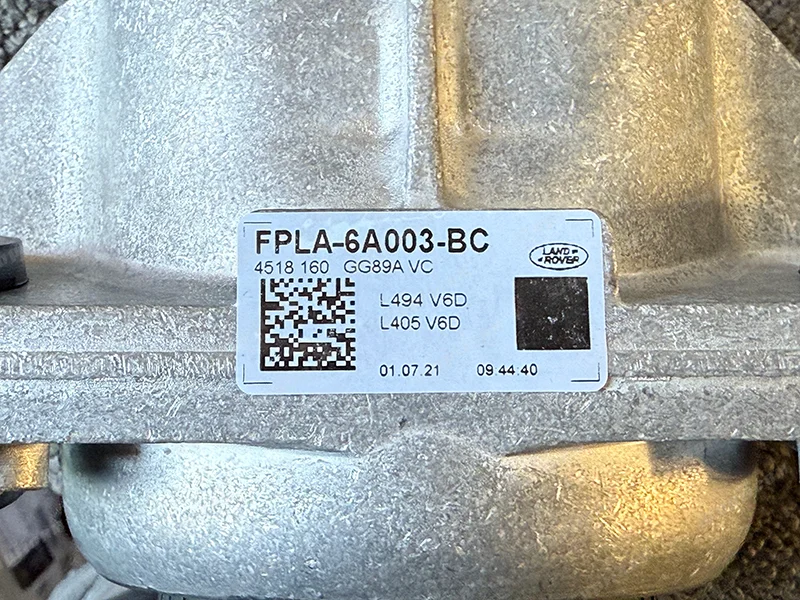 FPLA-6A003-BC
LAND ROVER
4518 160 GG89A VC
L494 V6D
L405 V6D
01.07.21 09:44:40